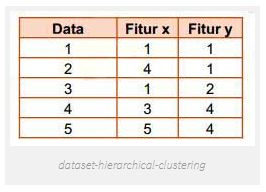 Data Fitur x Fitur y
1 1 1
2 4 1
3 1 2
4 3 4
5 5 4
dataset-hierarchical-clustering